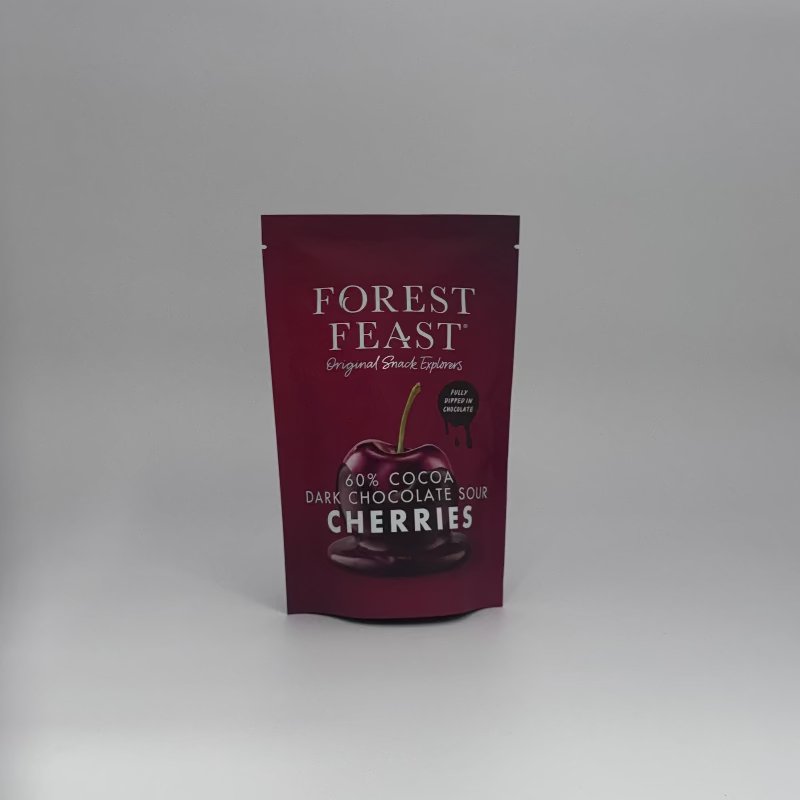 FOREST
FEAST®
Original Snack Explorers
FULLY
DIPPED IN
CHOCOLATE
60% COCOA
DARK CHOCOLATE SOUR
CHERRIES